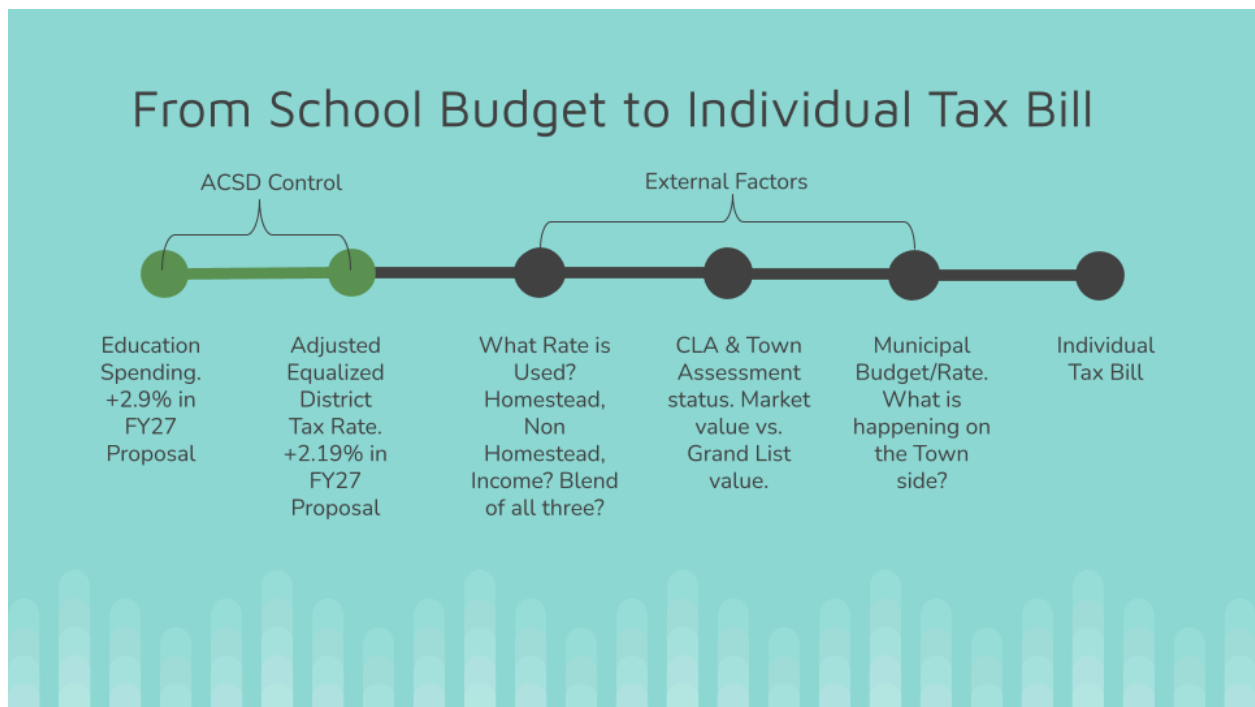 From School Budget to Individual Tax Bill
ACSD Control
External Factors
Education
Spending.
+2.9% in
FY27
Proposal
Adjusted
Equalized
District
Tax Rate.
+2.19% in
FY27
Proposal
What Rate is
Used?
Homestead,
Non
Homestead,
Income? Blend
of all three?
CLA & Town
Assessment
status. Market
value vs.
Grand List
value.
Municipal
Budget/Rate.
What is
happening on
the Town
side?
Individual
Tax Bill